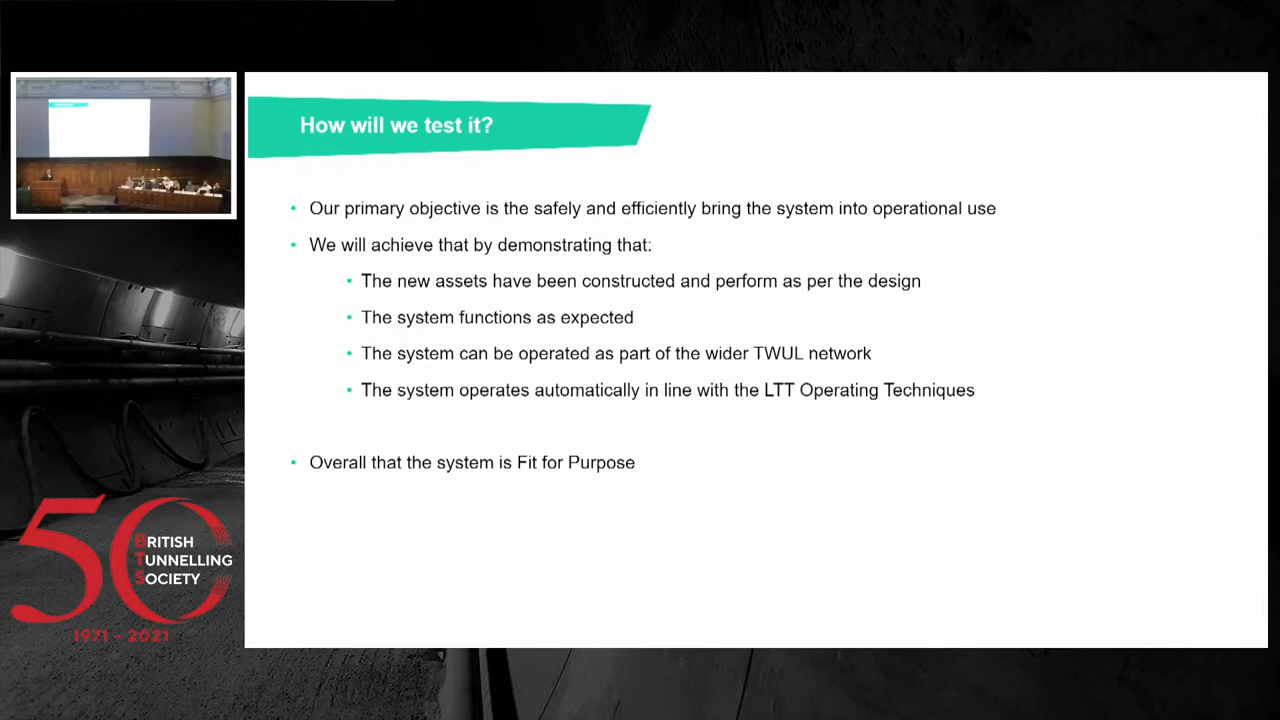 How will we test it?
Our primary objective is the safely and efficiently bring the system into operational use
We will achieve that by demonstrating that:
The new assets have been constructed and perform as per the design
The system functions as expected
The system can be operated as part of the wider TWUL network
The system operates automatically in line with the LTT Operating Techniques
Overall that the system is Fit for Purpose
50
BRITISH
TUNNELLING
SOCIETY
1971 - 2021